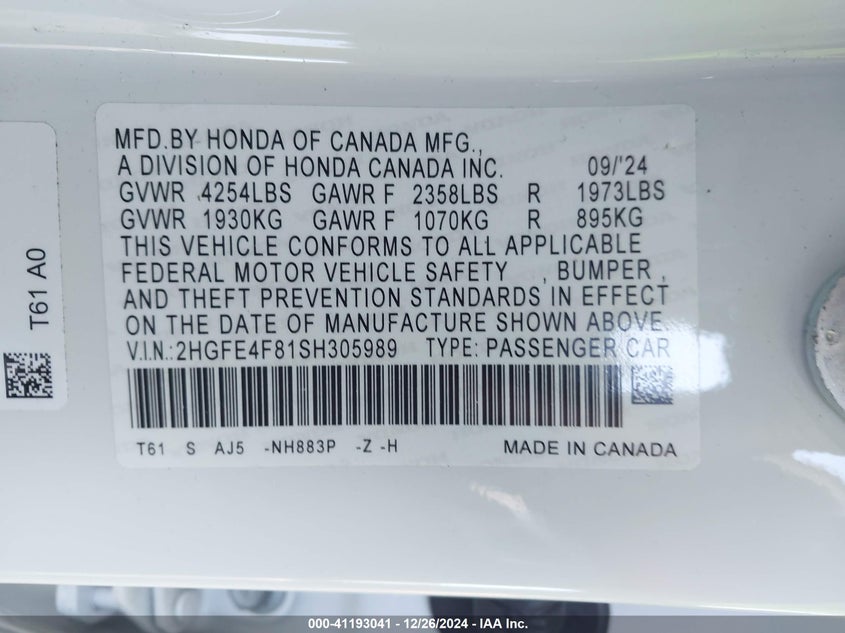 MFD.BY HONDA OF CANADA MFG.,
A DIVISION OF HONDA CANADA INC. 09/'24
GVWR 4254LBS GAWR F 2358LBS R 1973LBS
GVWR 1930KG GAWR F 1070KG R 895KG
THIS VEHICLE CONFORMS TO ALL APPLICABLE
FEDERAL MOTOR VEHICLE SAFETY , BUMPER ,
AND THEFT PREVENTION STANDARDS IN EFFECT
ON THE DATE OF MANUFACTURE SHOWN ABOVE.
V.I.N.:2HGFE4F81SH305989 TYPE: PASSENGER CAR
T61 S AJ5 -NH883P -Z -H MADE IN CANADA
T61 A0
000-41193041 - 12/26/2024 - IAA Inc.